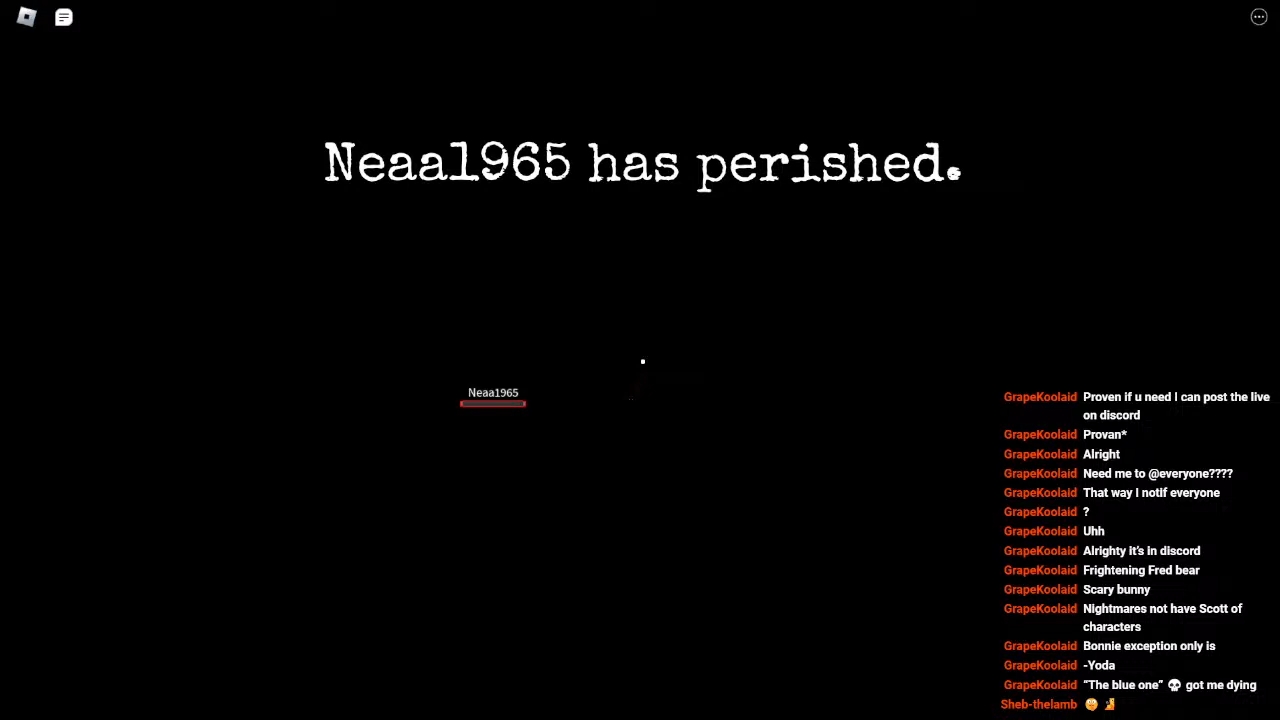 Neaa1965 has perished.
Neaa1965
GrapeKoolaid Proven if u need I can post the live
on discord
GrapeKoolaid Provan*
GrapeKoolaid Alright
GrapeKoolaid Need me to @everyone????
GrapeKoolaid That way I notif everyone
GrapeKoolaid ?
GrapeKoolaid Uhh
GrapeKoolaid Alrighty it’s in discord
GrapeKoolaid Frightening Fred bear
GrapeKoolaid Scary bunny
GrapeKoolaid Nightmares not have Scott of
characters
GrapeKoolaid Bonnie exception only is
GrapeKoolaid -Yoda
GrapeKoolaid “The blue one” 💀 got me dying
Sheb-thelamb